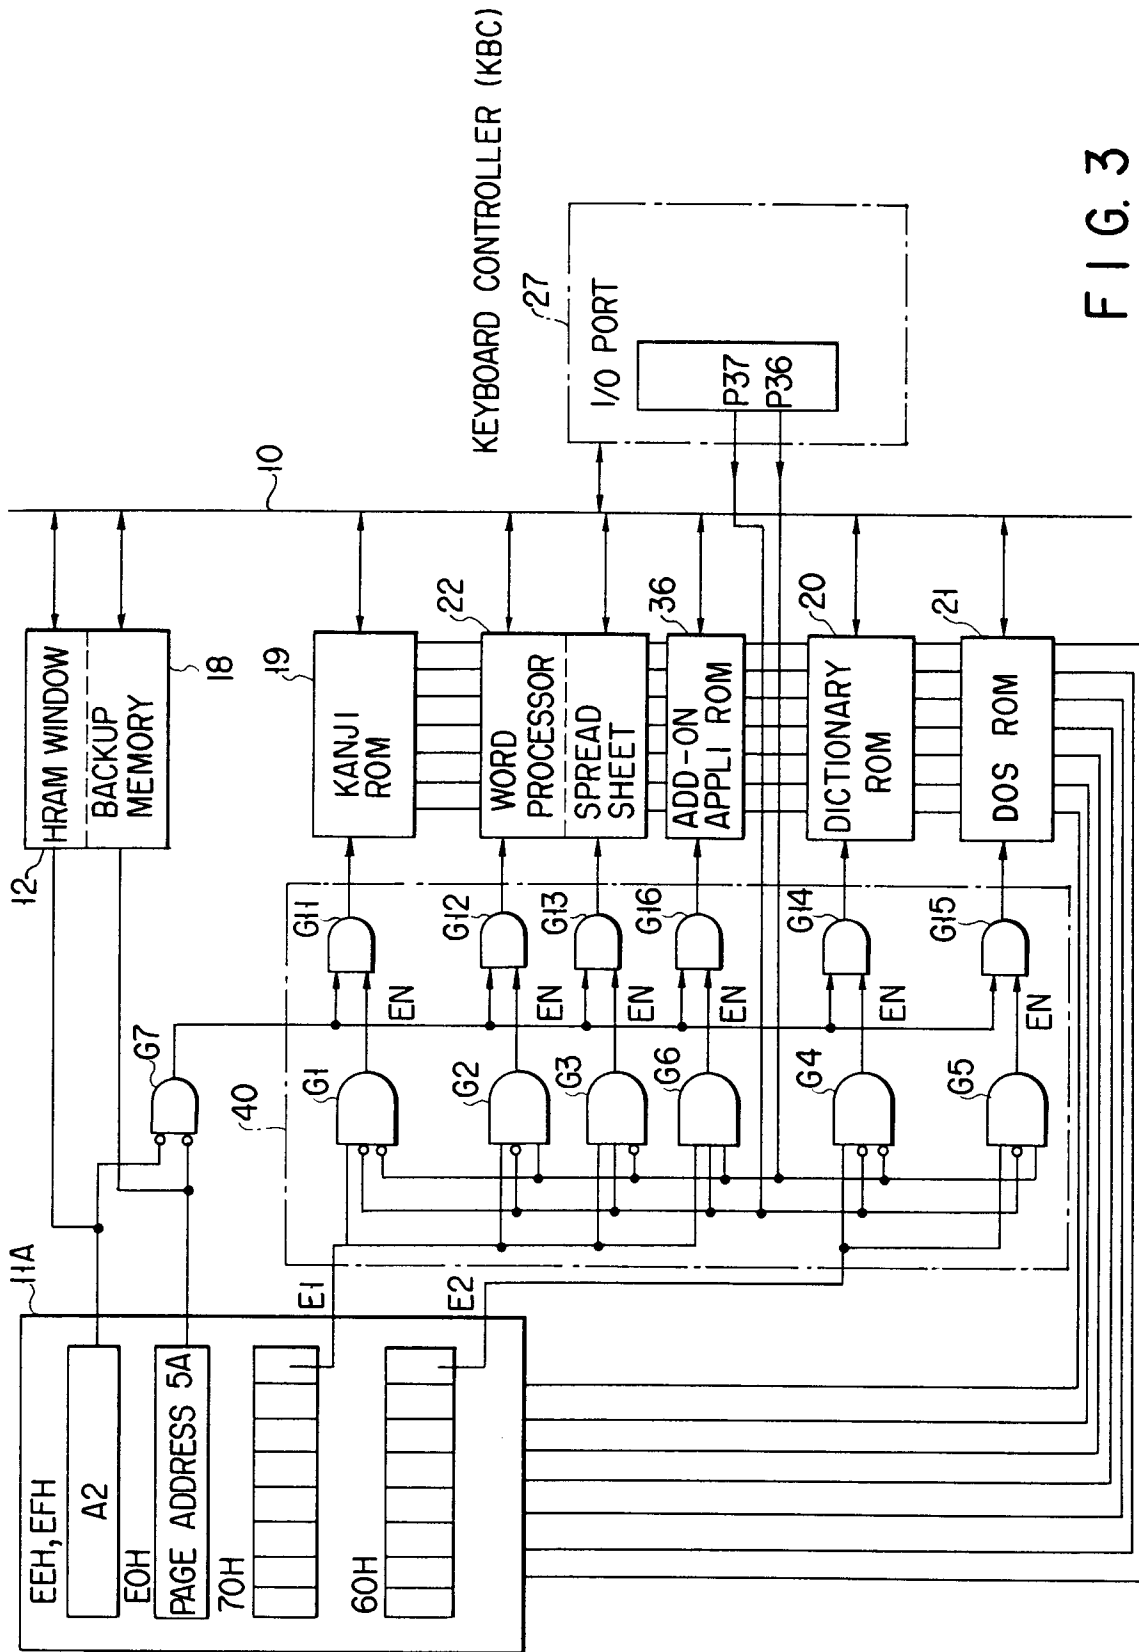 11A
EEH, EFH
A2
E0H
PAGE ADDRESS 5A
70H
60H
E1
E2
12
HRAM WINDOW
BACKUP
MEMORY
18
10
G7
40
G1
G2
G3
G6
G4
G5
EN
EN
EN
EN
EN
EN
G11
G12
G13
G16
G14
G15
19
KANJI
ROM
22
WORD
PROCESSOR
SPREAD
SHEET
36
ADD-ON
APPLI ROM
20
DICTIONARY
ROM
21
DOS ROM
KEYBOARD CONTROLLER (KBC)
27
I/O PORT
P37
P36
FIG. 3